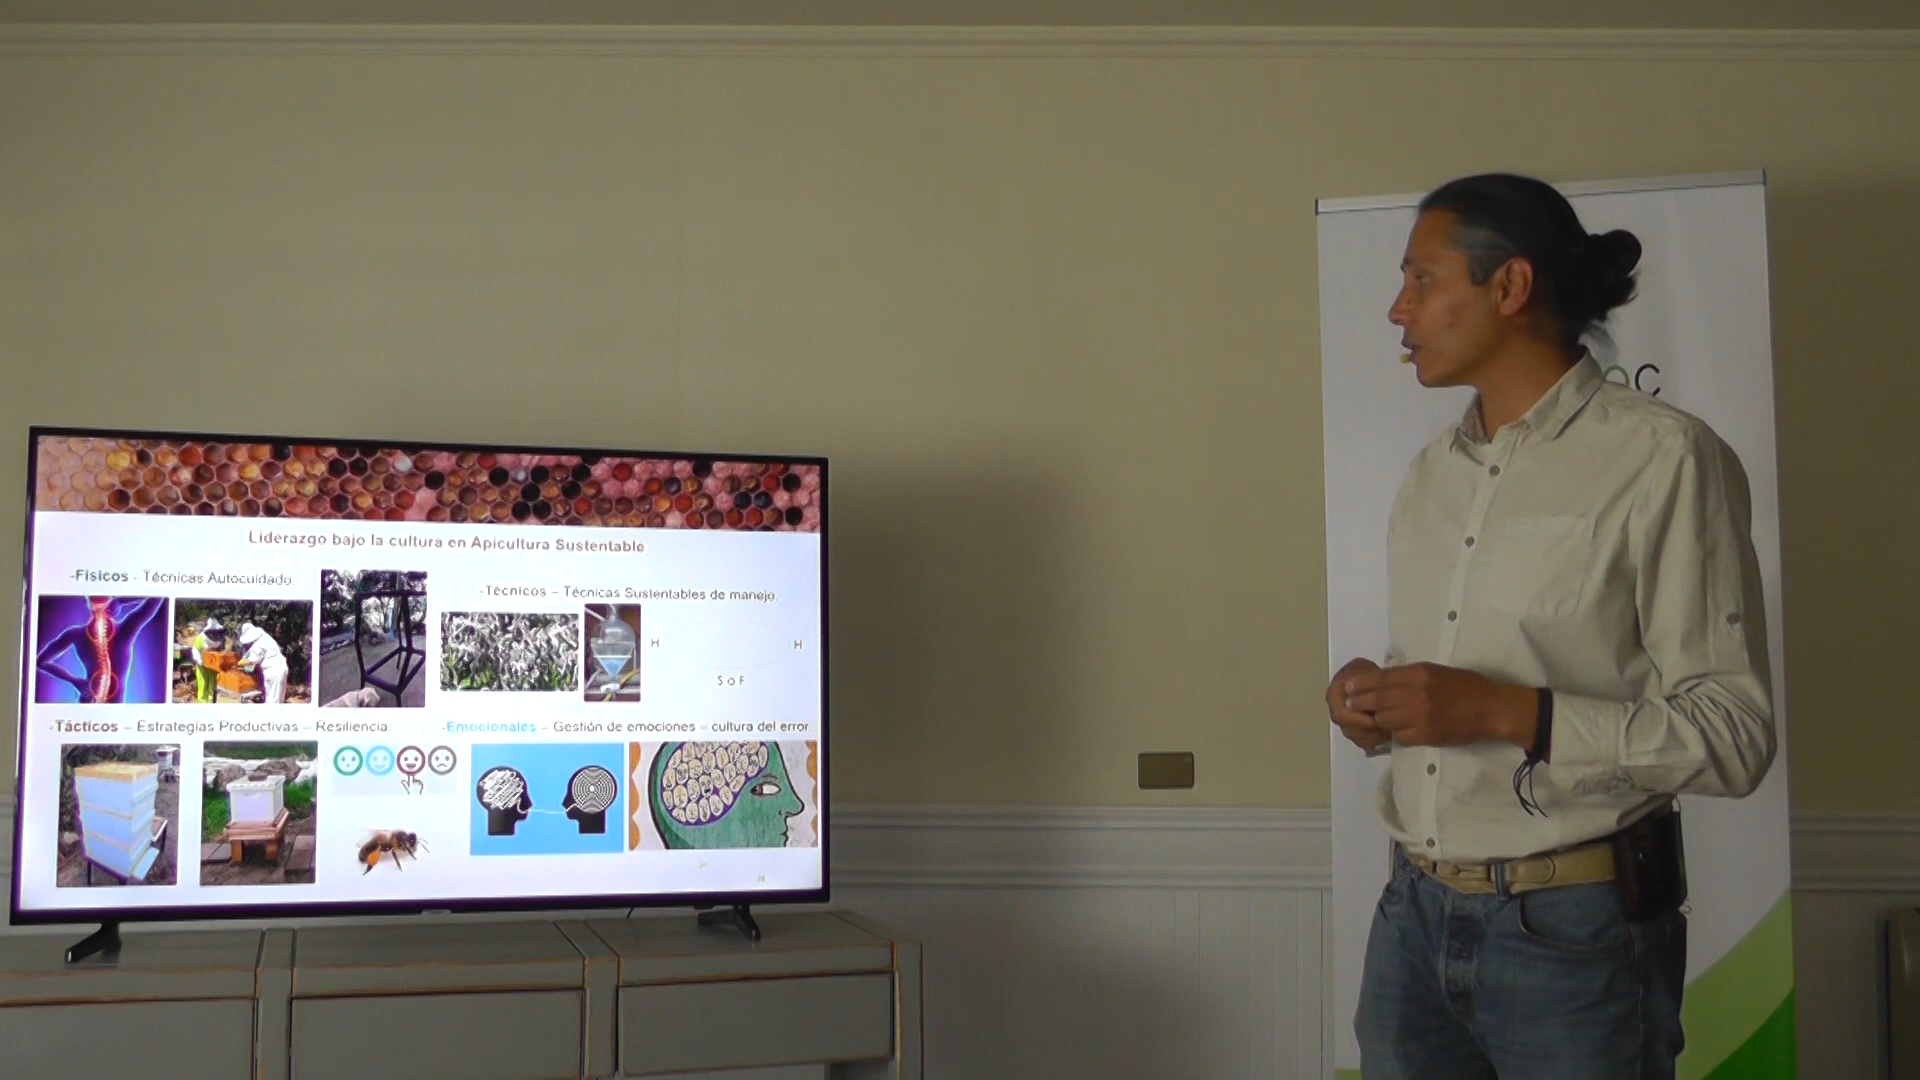 Liderazgo bajo la cultura en Apicultura Sustentable
-Físicos - Técnicas Autocuidado
-Técnicos – Técnicas Sustentables de manejo.
H
H
S o F
-Tácticos – Estrategias Productivas – Resiliencia.
-Emocionales – Gestión de emociones – cultura del error